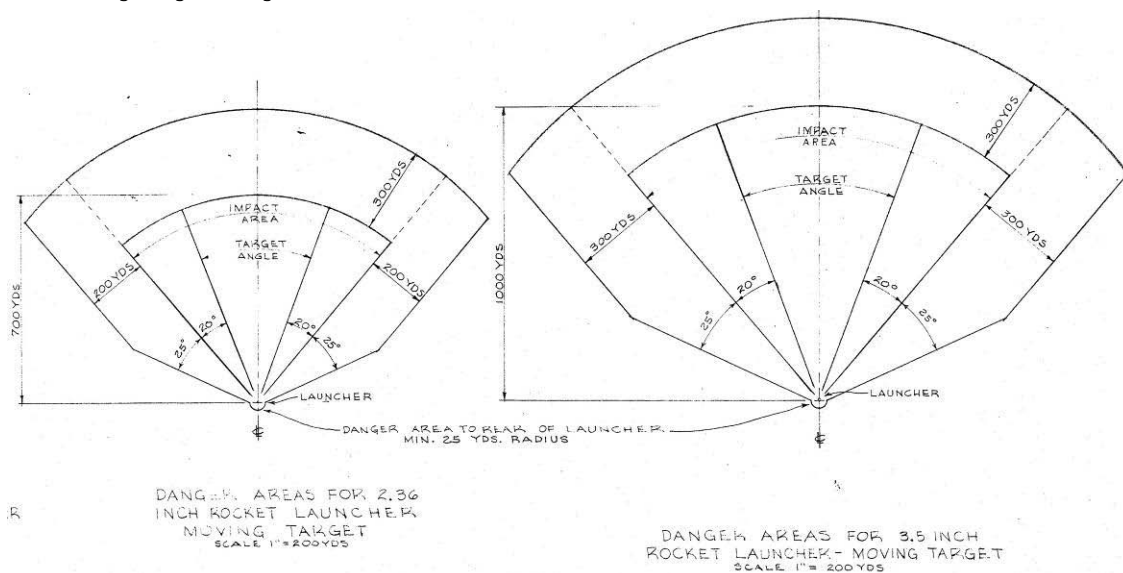 300 YDS
IMPACT
AREA
TARGET
ANGLE
200 YDS
200 YDS
700 YDS
20°
25°
20°
25°
LAUNCHER
℄
300 YDS
IMPACT
AREA
TARGET
ANGLE
300 YDS
300 YDS
1000 YDS
20°
25°
20°
25°
LAUNCHER
℄
DANGER AREA TO REAR OF LAUNCHER
MIN. 25 YDS. RADIUS
R
DANGER AREAS FOR 2.36
INCH ROCKET LAUNCHER
MOVING TARGET
SCALE 1"=200YDS
DANGER AREAS FOR 3.5 INCH
ROCKET LAUNCHER - MOVING TARGET
SCALE 1"= 200 YDS